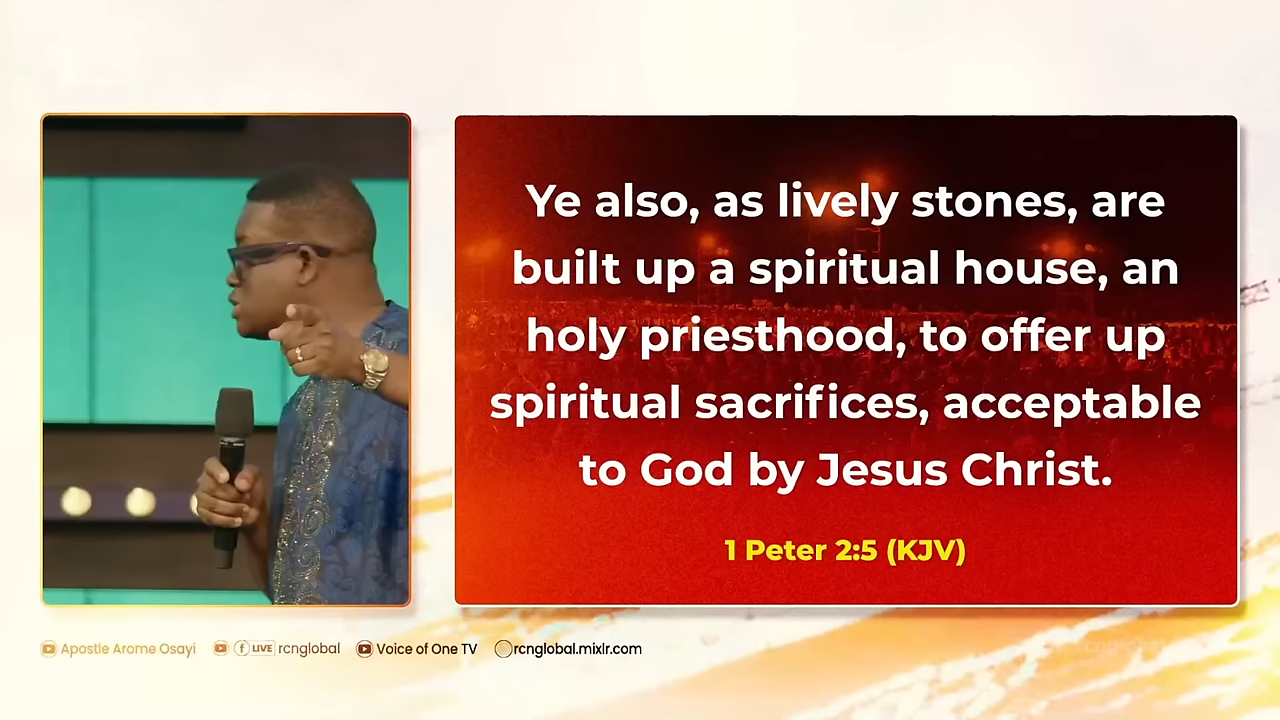 Ye also, as lively stones, are
built up a spiritual house, an
holy priesthood, to offer up
spiritual sacrifices, acceptable
to God by Jesus Christ.
1 Peter 2:5 (KJV)
Apostle Arome Osayi LIVE rcnglobal Voice of One TV rcnglobal.mixlr.com